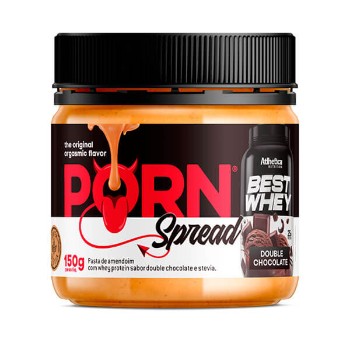 the original
orgasmic flavor
PORN®
Spread
Atlhetica
NUTRITION
BEST
WHEY
DOUBLE
CHOCOLATE
150g
Pasta de amendoim
com whey protein sabor double chocolate e stevia.